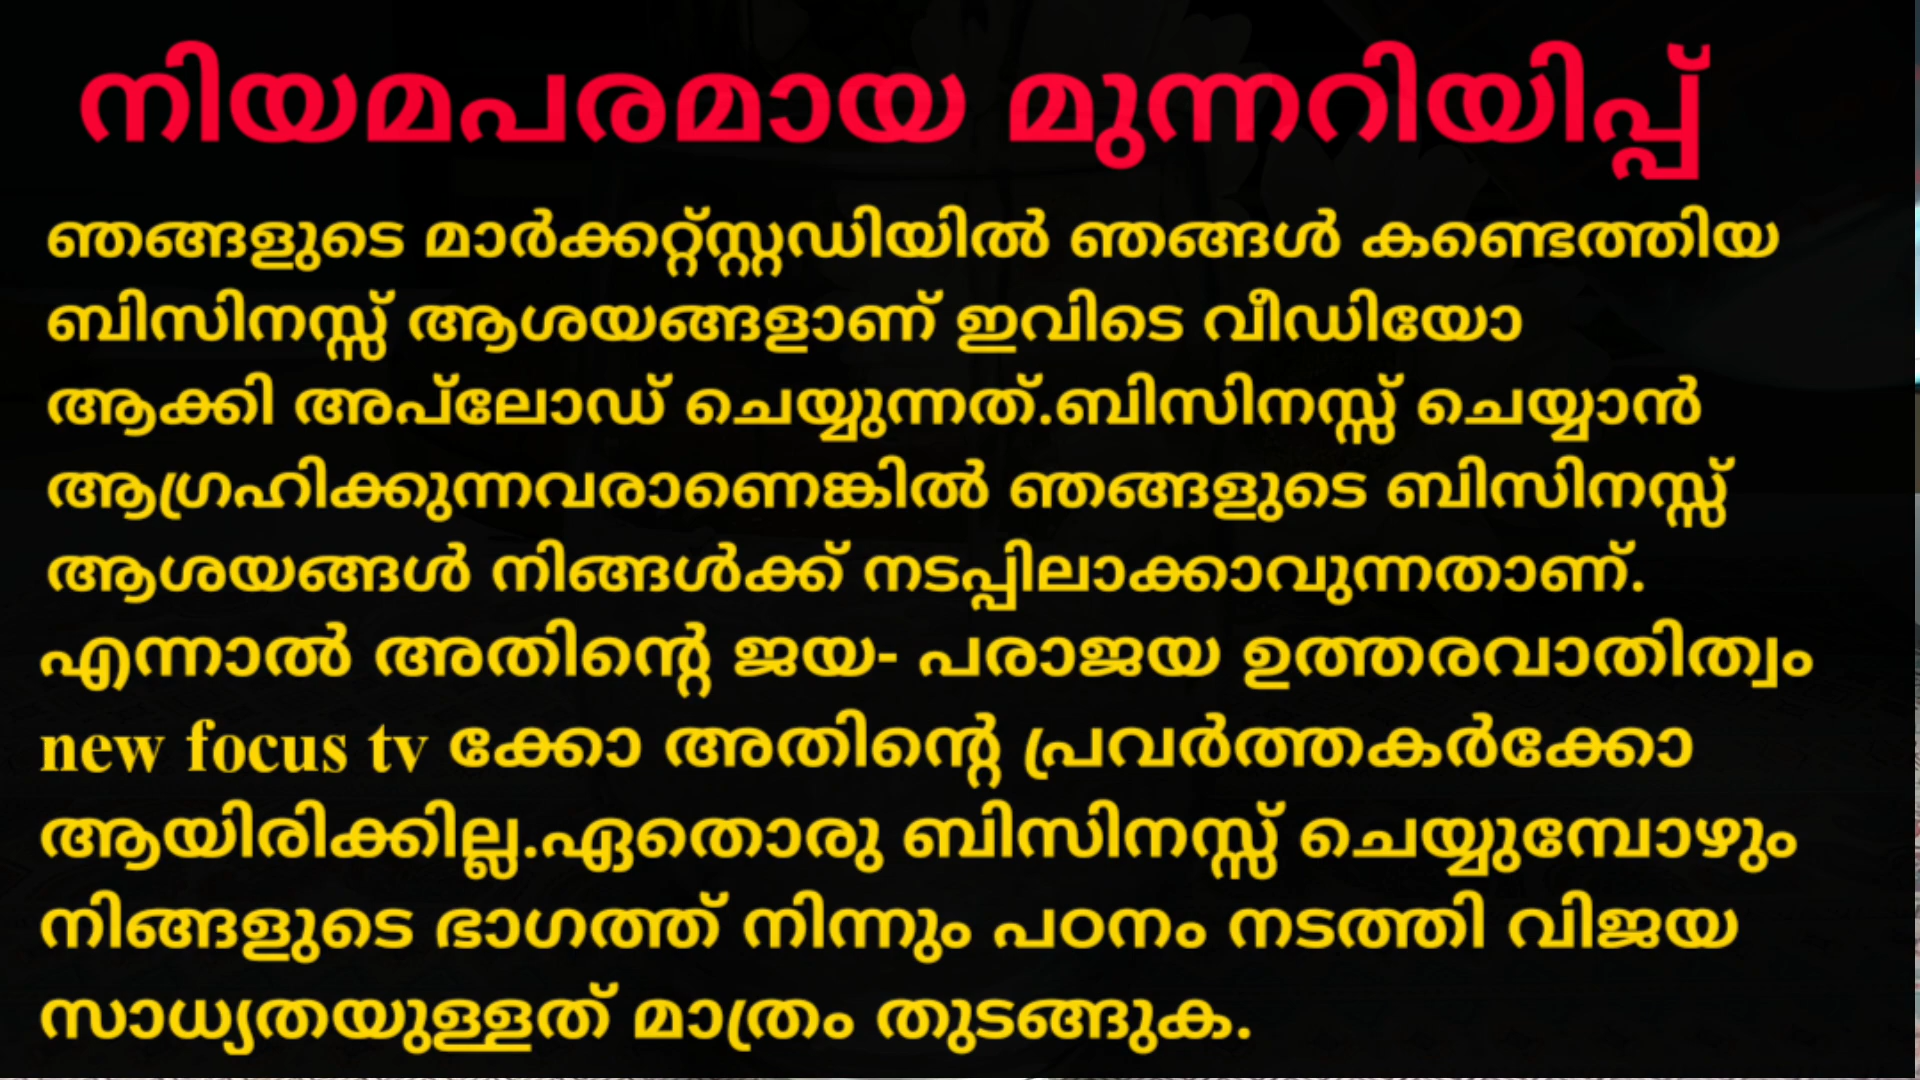 നിയമപരമായ മുന്നറിയിപ്പ്
ഞങ്ങളുടെ മാർക്കറ്റ്സ്റ്റഡിയിൽ ഞങ്ങൾ കണ്ടെത്തിയ
ബിസിനസ്സ് ആശയങ്ങളാണ് ഇവിടെ വീഡിയോ
ആക്കി അപ്‌ലോഡ് ചെയ്യുന്നത്.ബിസിനസ്സ് ചെയ്യാൻ
ആഗ്രഹിക്കുന്നവരാണെങ്കിൽ ഞങ്ങളുടെ ബിസിനസ്സ്
ആശയങ്ങൾ നിങ്ങൾക്ക് നടപ്പിലാക്കാവുന്നതാണ്.
എന്നാൽ അതിന്റെ ജയ- പരാജയ ഉത്തരവാതിത്വം
new focus tv ക്കോ അതിന്റെ പ്രവർത്തകർക്കോ
ആയിരിക്കില്ല.ഏതൊരു ബിസിനസ്സ് ചെയ്യുമ്പോഴും
നിങ്ങളുടെ ഭാഗത്ത് നിന്നും പഠനം നടത്തി വിജയ
സാധ്യതയുള്ളത് മാത്രം തുടങ്ങുക.